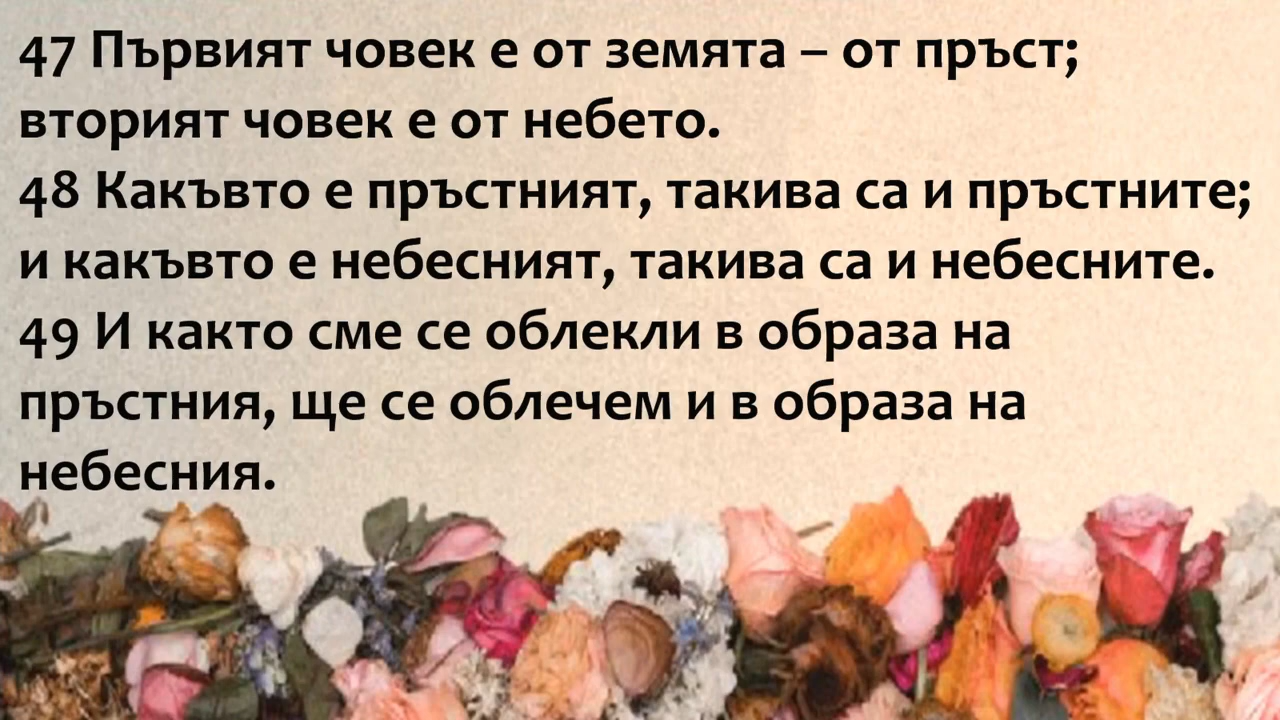 47 Първият човек е от земята – от пръст;
вторият човек е от небето.
48 Какъвто е пръстният, такива са и пръстните;
и какъвто е небесният, такива са и небесните.
49 И както сме се облекли в образа на
пръстния, ще се облечем и в образа на
небесния.